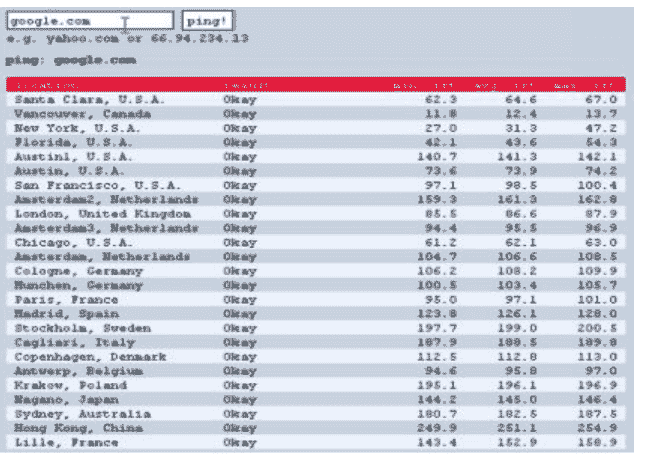 google.com ping!
e.g. yahoo.com or 66.94.234.13
ping: google.com
location result min. rrt avg. rrt max. rrt
Santa Clara, U.S.A. Okay 62.3 64.6 67.0
Vancouver, Canada Okay 11.8 12.4 13.7
New York, U.S.A. Okay 27.0 31.3 47.2
Florida, U.S.A. Okay 42.1 43.6 54.3
Austin1, U.S.A. Okay 140.7 141.3 142.1
Austin, U.S.A. Okay 73.6 73.9 74.2
San Francisco, U.S.A. Okay 97.1 98.5 100.4
Amsterdam2, Netherlands Okay 159.3 161.3 162.8
London, United Kingdom Okay 85.5 86.6 87.9
Amsterdam3, Netherlands Okay 94.4 95.5 96.9
Chicago, U.S.A. Okay 61.2 62.1 63.0
Amsterdam, Netherlands Okay 104.7 106.6 108.5
Cologne, Germany Okay 106.2 108.2 109.9
Munchen, Germany Okay 100.5 103.4 105.7
Paris, France Okay 95.0 97.1 101.0
Madrid, Spain Okay 123.8 126.1 128.0
Stockholm, Sweden Okay 197.7 199.0 200.5
Cagliari, Italy Okay 187.9 188.5 189.8
Copenhagen, Denmark Okay 112.5 112.8 113.0
Antwerp, Belgium Okay 94.6 95.8 97.0
Krakow, Poland Okay 195.1 196.1 196.9
Nagano, Japan Okay 144.2 145.0 146.4
Sydney, Australia Okay 180.7 182.5 187.5
Hong Kong, China Okay 249.9 251.1 254.9
Lille, France Okay 143.4 152.9 158.9